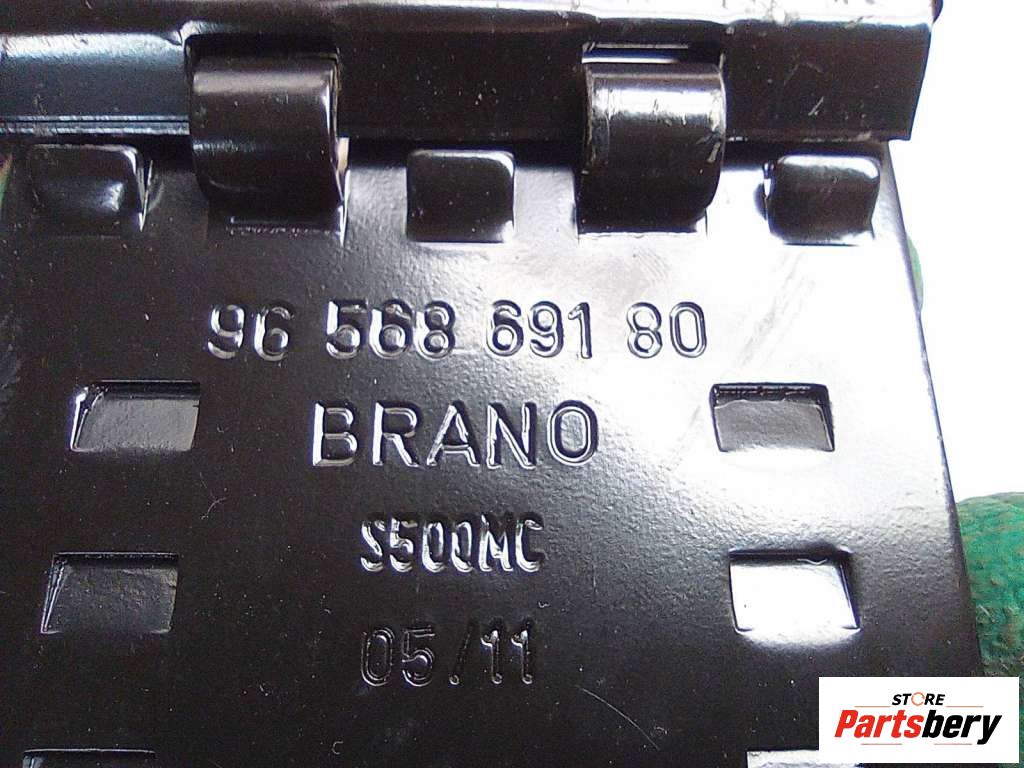 96 568 691 80
BRANO
S500MC
05/11
STORE
Partsbery